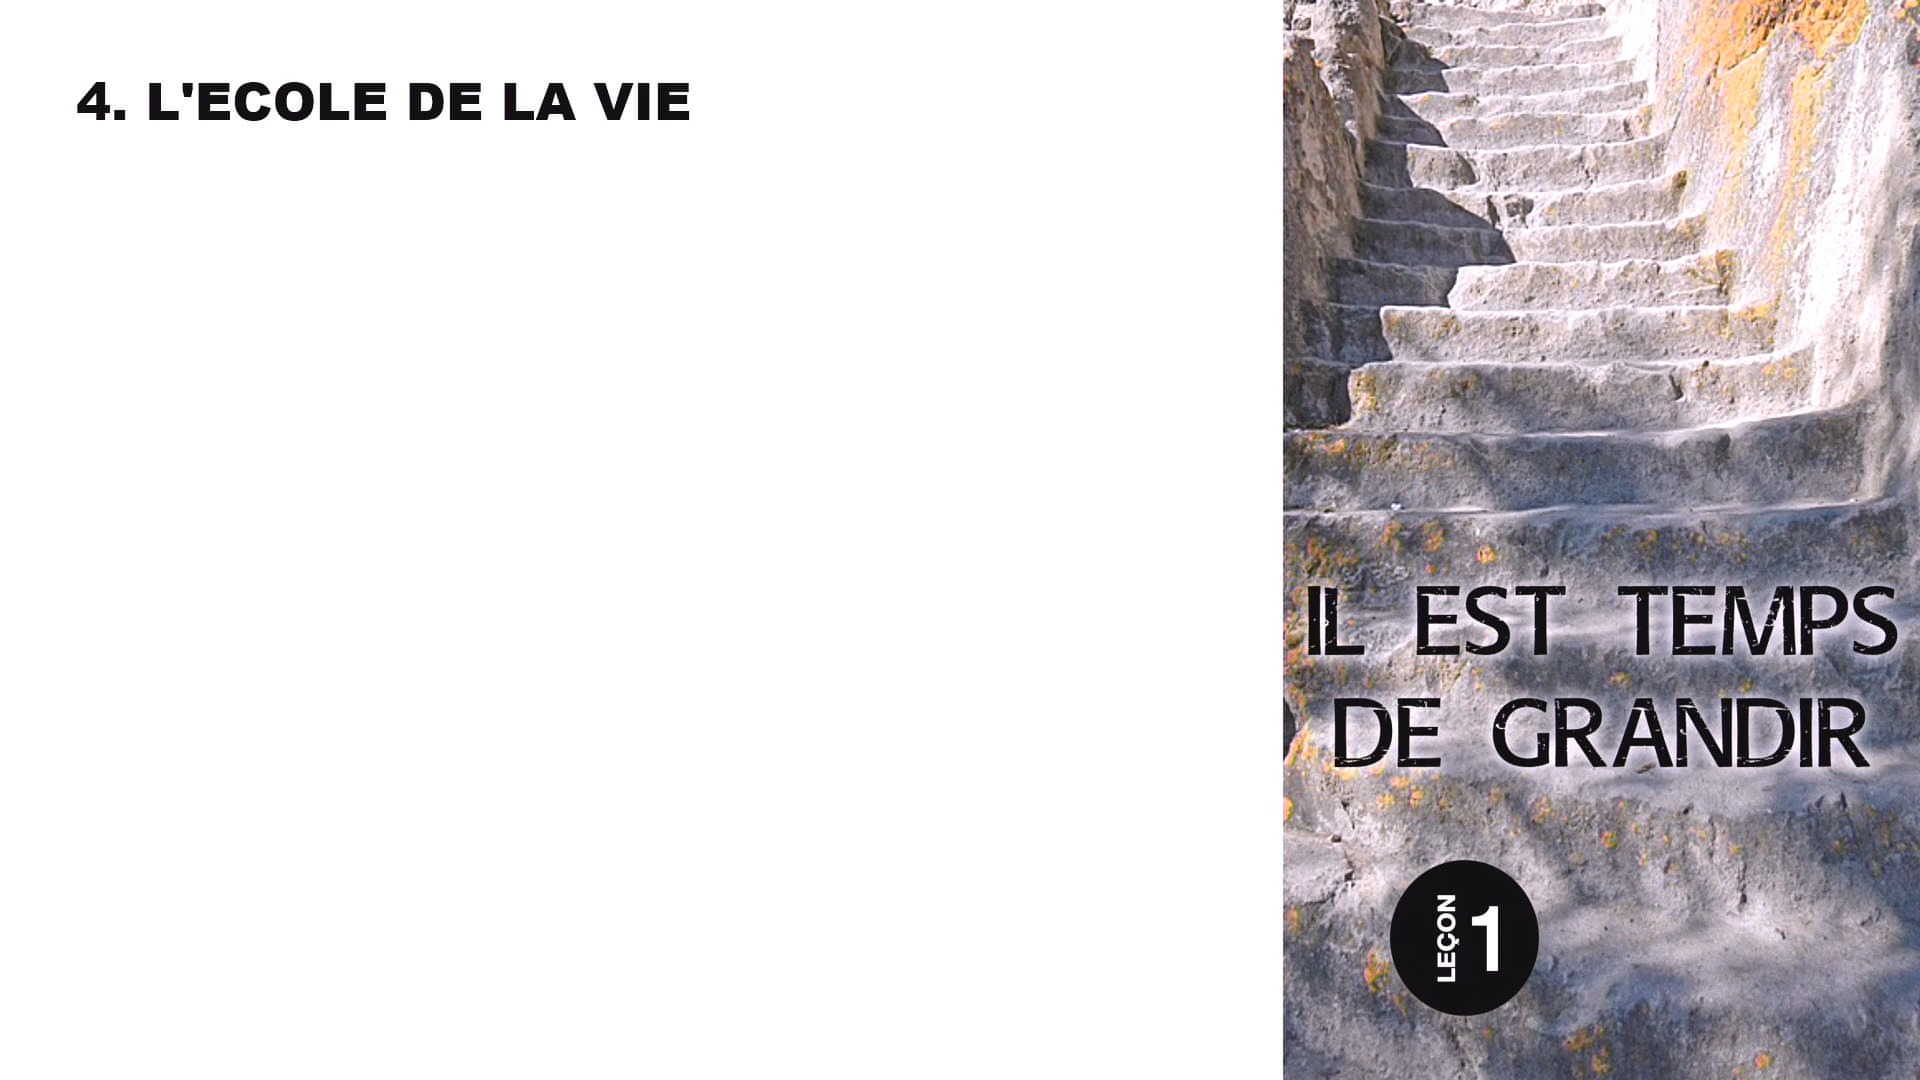 4. L'ECOLE DE LA VIE
IL EST TEMPS
DE GRANDIR
LEÇON 1